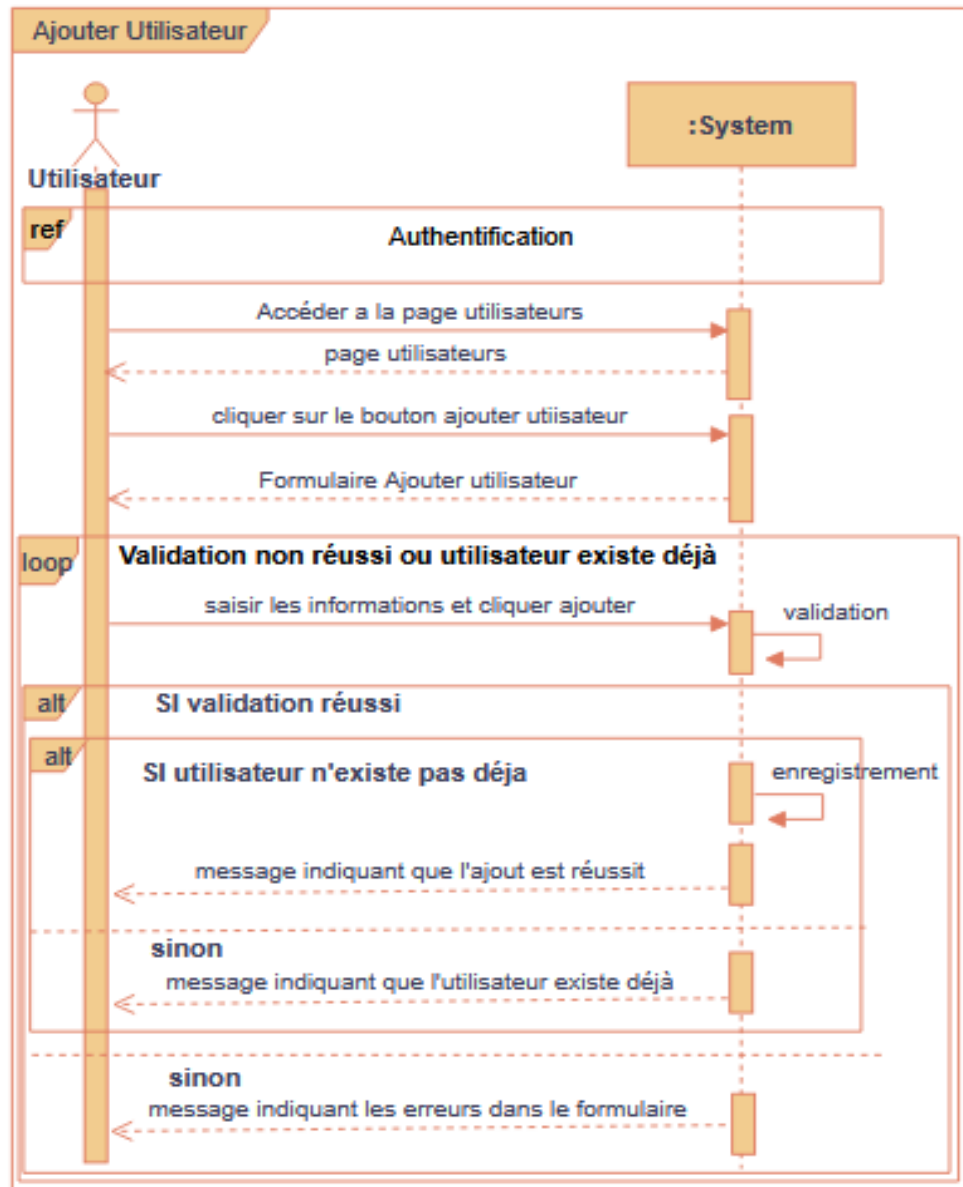 Ajouter Utilisateur
:System
Utilisateur
ref
Authentification
Accéder a la page utilisateurs
page utilisateurs
cliquer sur le bouton ajouter utiisateur
Formulaire Ajouter utilisateur
loop
Validation non réussi ou utilisateur existe déjà
saisir les informations et cliquer ajouter
validation
alt
SI validation réussi
alt
SI utilisateur n'existe pas déja
enregistrement
message indiquant que l'ajout est réussit
sinon
message indiquant que l'utilisateur existe déjà
sinon
message indiquant les erreurs dans le formulaire